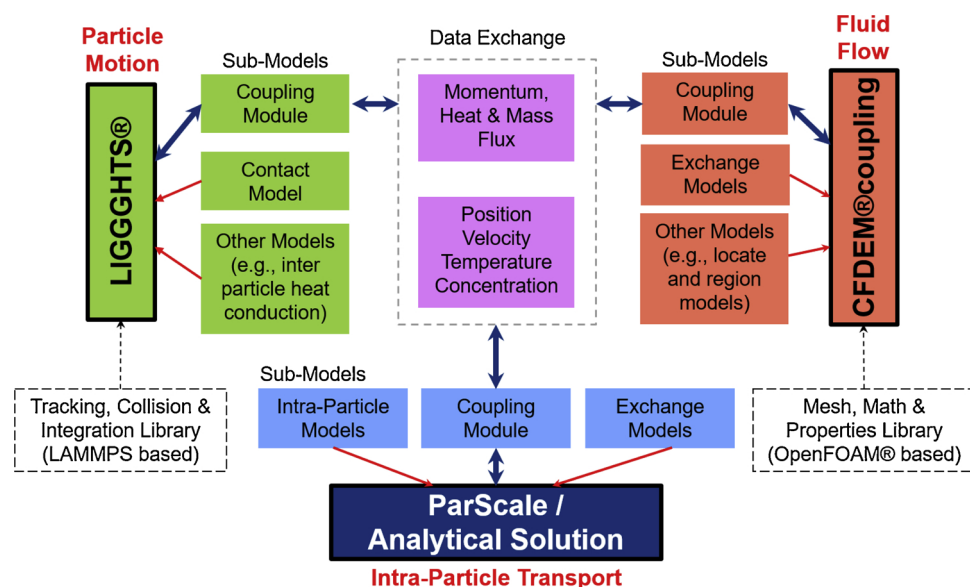 Particle
Motion
Sub-Models
Data Exchange
Sub-Models
Fluid
Flow
LIGGGHTS®
Coupling
Module
Contact
Model
Other Models
(e.g., inter
particle heat
conduction)
Momentum,
Heat & Mass
Flux
Position
Velocity
Temperature
Concentration
Coupling
Module
Exchange
Models
Other Models
(e.g., locate
and region
models)
CFDEM®coupling
Tracking, Collision &
Integration Library
(LAMMPS based)
Sub-Models
Intra-Particle
Models
Coupling
Module
Exchange
Models
Mesh, Math &
Properties Library
(OpenFOAM® based)
ParScale /
Analytical Solution
Intra-Particle Transport